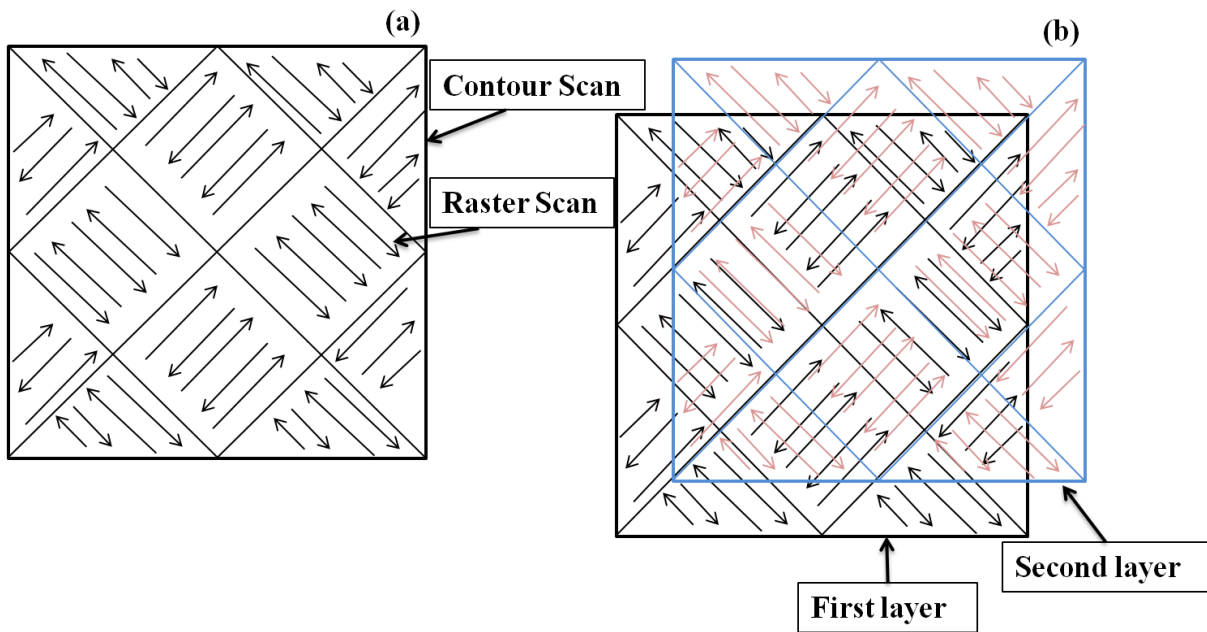 (a)
(b)
Contour Scan
Raster Scan
Second layer
First layer